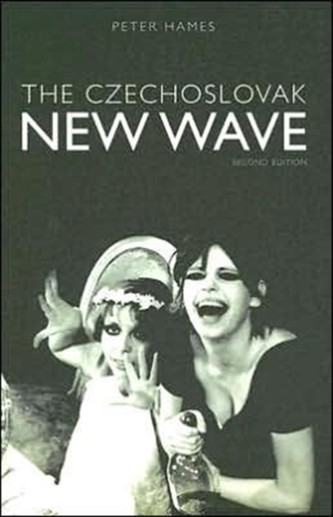 PETER HAMES
THE CZECHOSLOVAK
NEW WAVE
SECOND EDITION